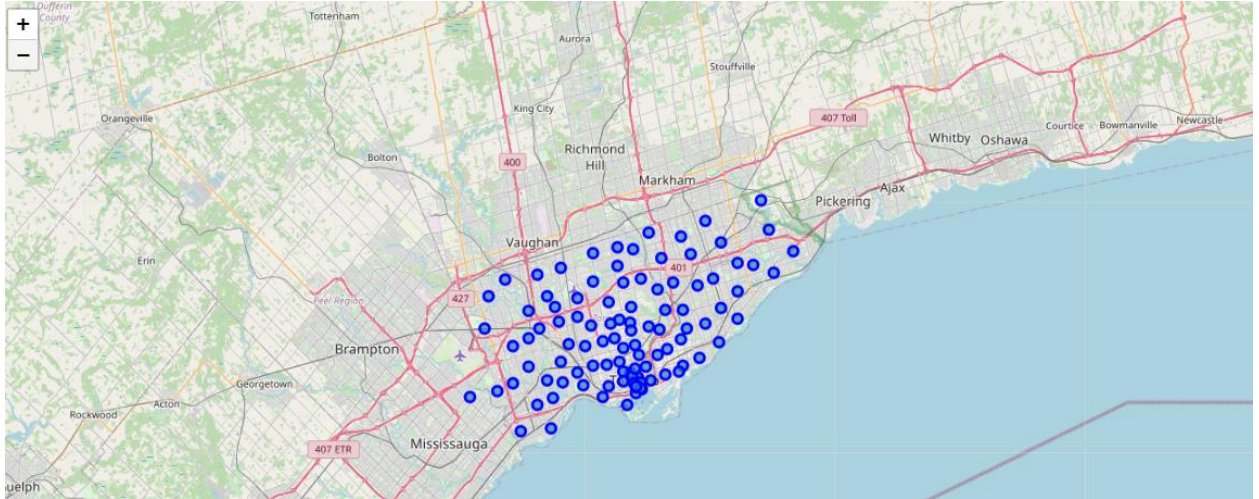 Dufferin
County
Tottenham
+
−
Aurora
Stouffville
King City
Orangeville
407 Toll
Courtice
Bowmanville
Newcastle
Whitby
Oshawa
Richmond
Hill
Bolton
400
Markham
Ajax
Pickering
Vaughan
Erin
401
Peel Region
427
Brampton
Georgetown
Acton
Rockwood
Mississauga
407 ETR